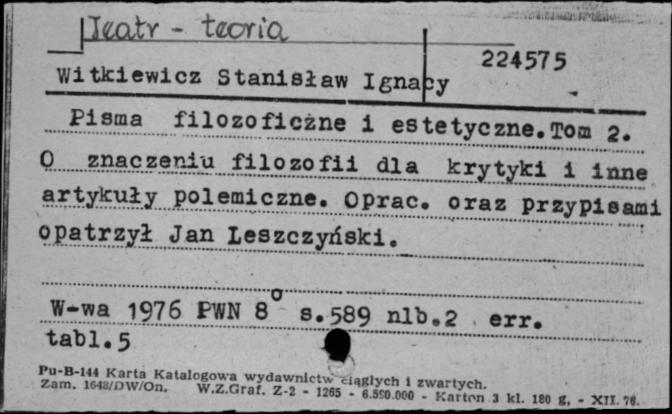 Teatr - teoria
224575
Witkiewicz Stanisław Ignacy
Pisma filozoficzne i estetyczne. Tom 2.
O znaczeniu filozofii dla krytyki i inne
artykuły polemiczne. Oprac. oraz przypisami
opatrzył Jan Leszczyński.
W-wa 1976 PWN 8° s.589 nlb.2 err.
tabl.5
Pu-B-144 Karta Katalogowa wydawnictw ciągłych i zwartych.
Zam. 1648/DW/On. W.Z.Graf. Z-2 - 1265 - 6.590.000 - Karton 3 kl. 180 g, - XII. 76.